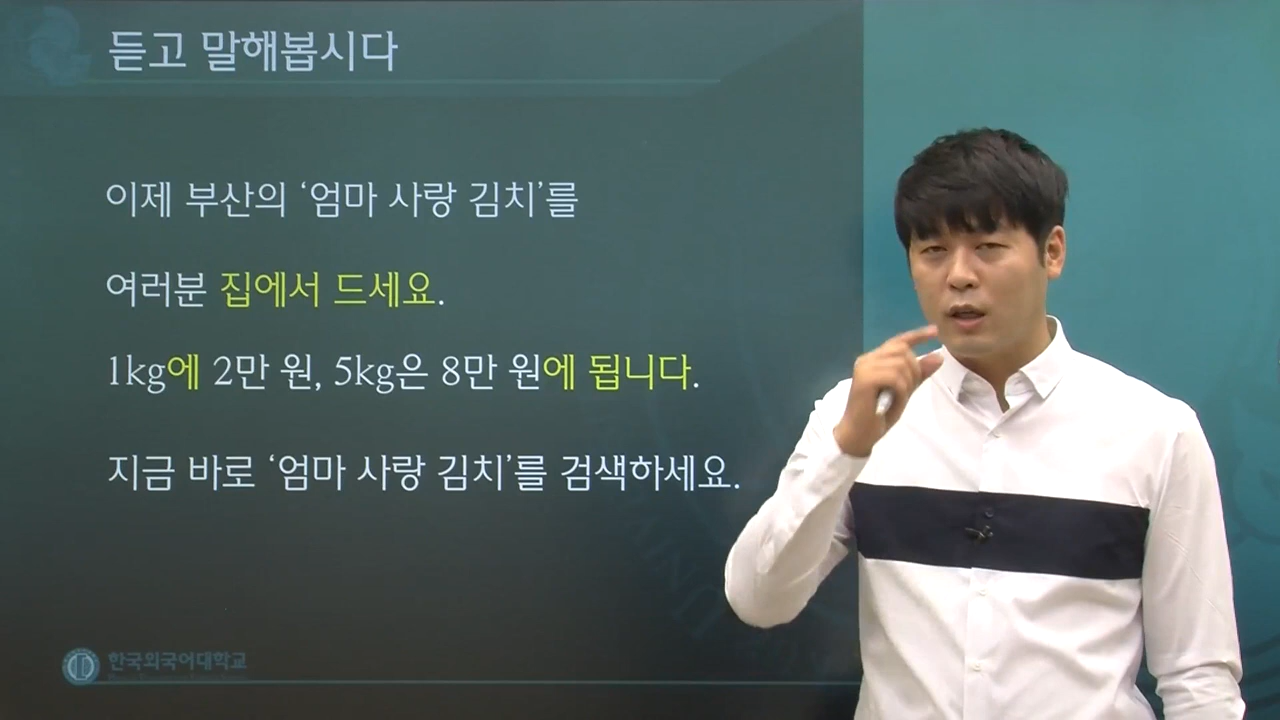 듣고 말해봅시다
이제 부산의 ‘엄마 사랑 김치’를
여러분 집에서 드세요.
1kg에 2만 원, 5kg은 8만 원에 됩니다.
지금 바로 ‘엄마 사랑 김치’를 검색하세요.
한국외국어대학교